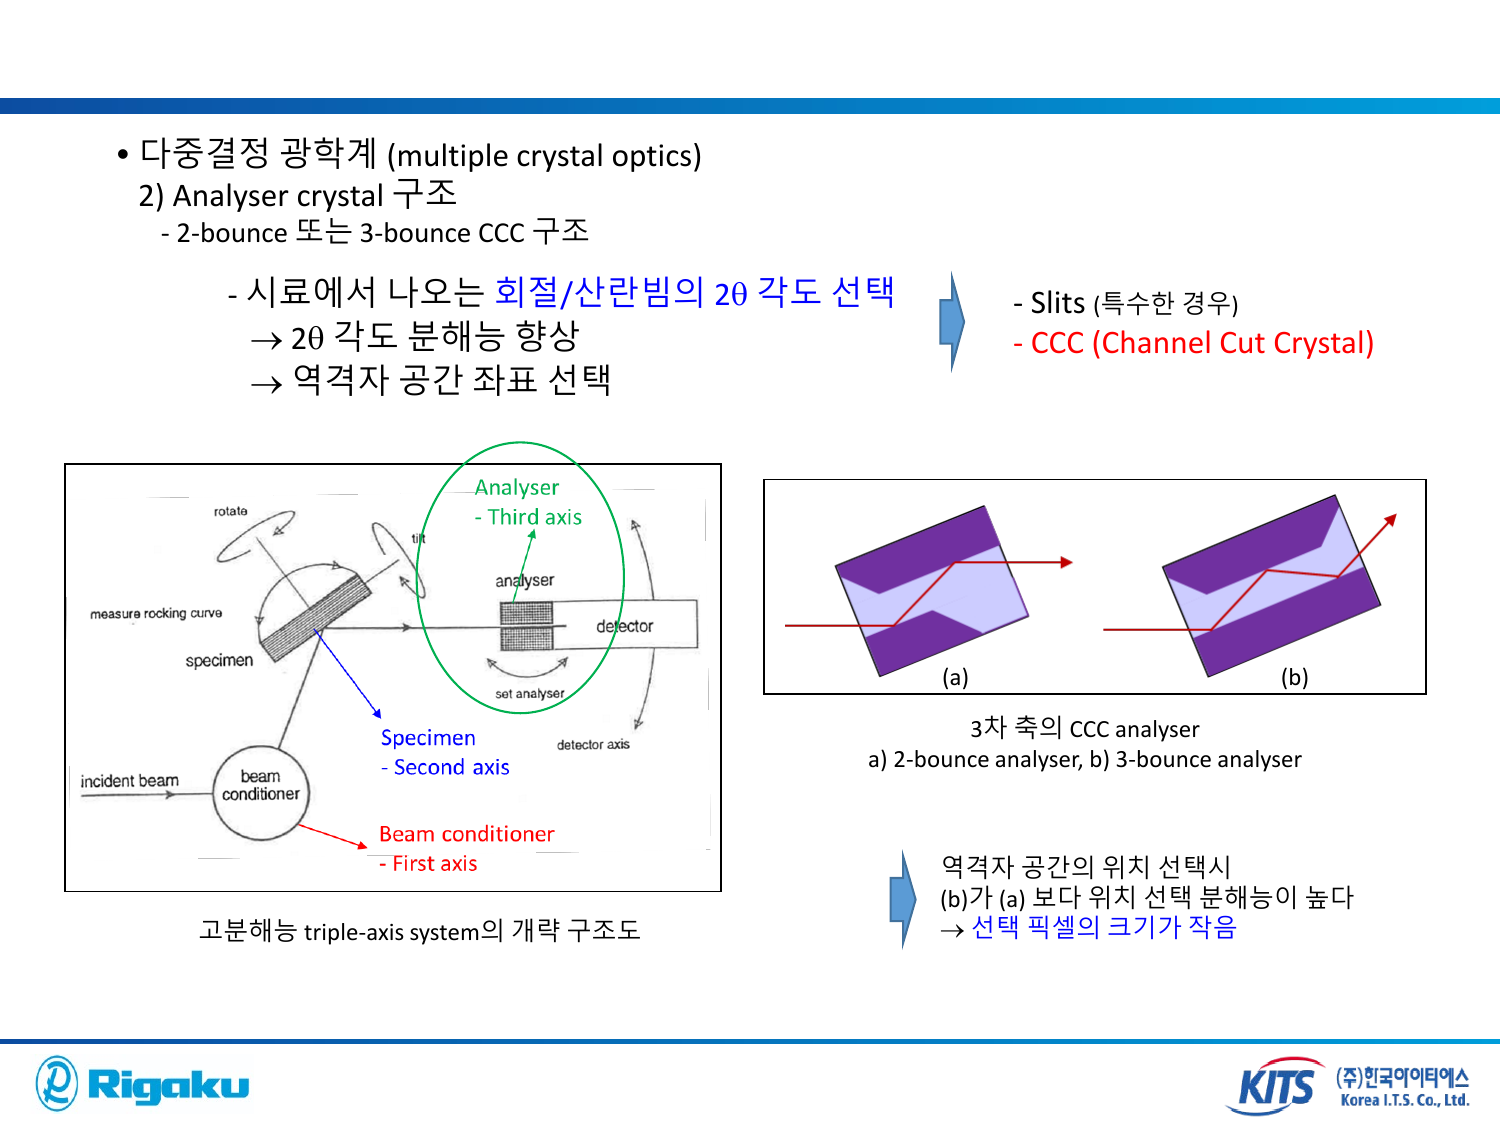 • 다중결정 광학계 (multiple crystal optics)
2) Analyser crystal 구조
- 2-bounce 또는 3-bounce CCC 구조
- 시료에서 나오는 회절/산란빔의 2θ 각도 선택
→ 2θ 각도 분해능 향상
→ 역격자 공간 좌표 선택
- Slits (특수한 경우)
- CCC (Channel Cut Crystal)
Analyser
- Third axis
rotate
tilt
analyser
measure rocking curve
detector
specimen
set analyser
Specimen
- Second axis
detector axis
incident beam
beam
conditioner
Beam conditioner
- First axis
고분해능 triple-axis system의 개략 구조도
(a)
(b)
3차 축의 CCC analyser
a) 2-bounce analyser, b) 3-bounce analyser
역격자 공간의 위치 선택시
(b)가 (a) 보다 위치 선택 분해능이 높다
→ 선택 픽셀의 크기가 작음
Rigaku
KITS
(주)한국아이티에스
Korea I.T.S. Co., Ltd.